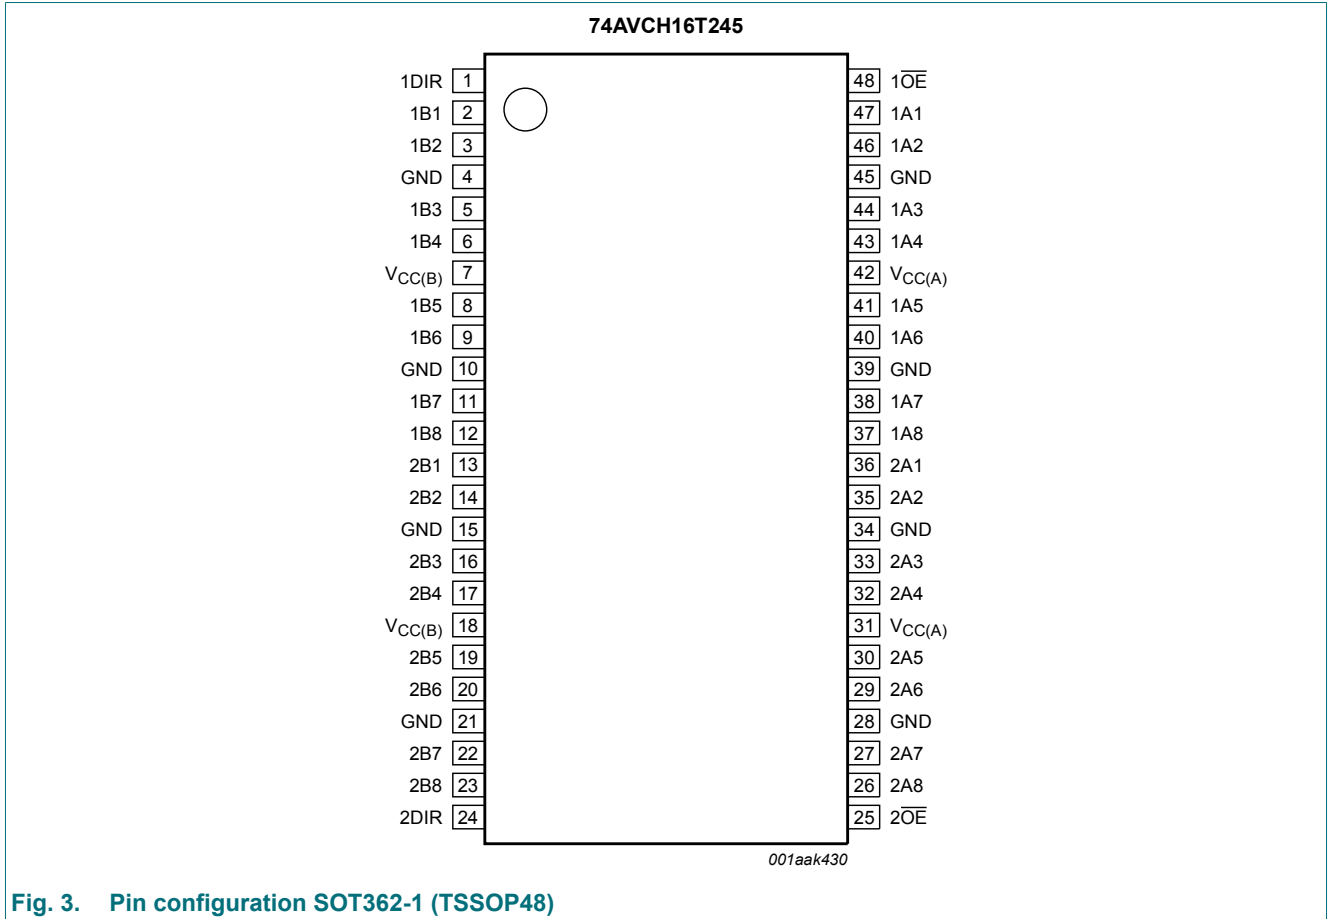 74AVCH16T245
1DIR 1 48 1OE
1B1 2 47 1A1
1B2 3 46 1A2
GND 4 45 GND
1B3 5 44 1A3
1B4 6 43 1A4
VCC(B) 7 42 VCC(A)
1B5 8 41 1A5
1B6 9 40 1A6
GND 10 39 GND
1B7 11 38 1A7
1B8 12 37 1A8
2B1 13 36 2A1
2B2 14 35 2A2
GND 15 34 GND
2B3 16 33 2A3
2B4 17 32 2A4
VCC(B) 18 31 VCC(A)
2B5 19 30 2A5
2B6 20 29 2A6
GND 21 28 GND
2B7 22 27 2A7
2B8 23 26 2A8
2DIR 24 25 2OE
001aak430
Fig. 3. Pin configuration SOT362-1 (TSSOP48)